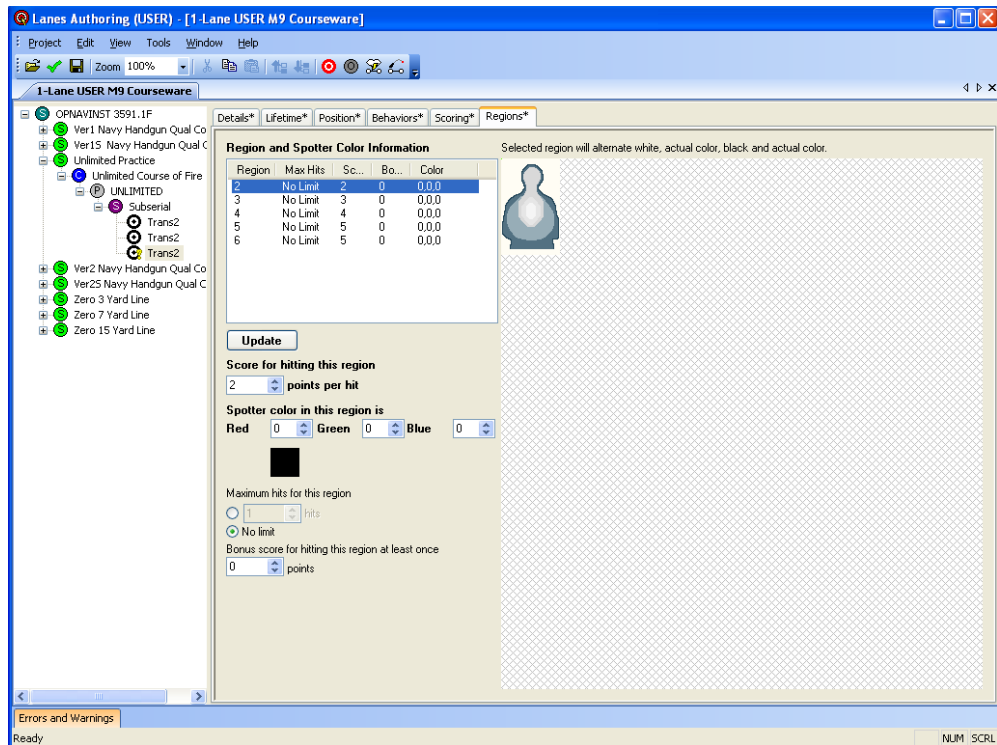 Lanes Authoring (USER) - [1-Lane USER M9 Courseware]
Project Edit View Tools Window Help
Zoom 100%
1-Lane USER M9 Courseware
S OPNAVINST 3591.1F
S Ver1 Navy Handgun Qual Co
S Ver1S Navy Handgun Qual C
S Unlimited Practice
C Unlimited Course of Fire
P UNLIMITED
S Subserial
Trans2
Trans2
Trans2
S Ver2 Navy Handgun Qual Co
S Ver2S Navy Handgun Qual C
S Zero 3 Yard Line
S Zero 7 Yard Line
S Zero 15 Yard Line
Details* Lifetime* Position* Behaviors* Scoring* Regions*
Region and Spotter Color Information
Region Max Hits Sc... Bo... Color
2 No Limit 2 0 0,0,0
3 No Limit 3 0 0,0,0
4 No Limit 4 0 0,0,0
5 No Limit 5 0 0,0,0
6 No Limit 5 0 0,0,0
Update
Score for hitting this region
2 points per hit
Spotter color in this region is
Red 0 Green 0 Blue 0
Maximum hits for this region
1 hits
No limit
Bonus score for hitting this region at least once
0 points
Selected region will alternate white, actual color, black and actual color.
Errors and Warnings
Ready NUM SCRL